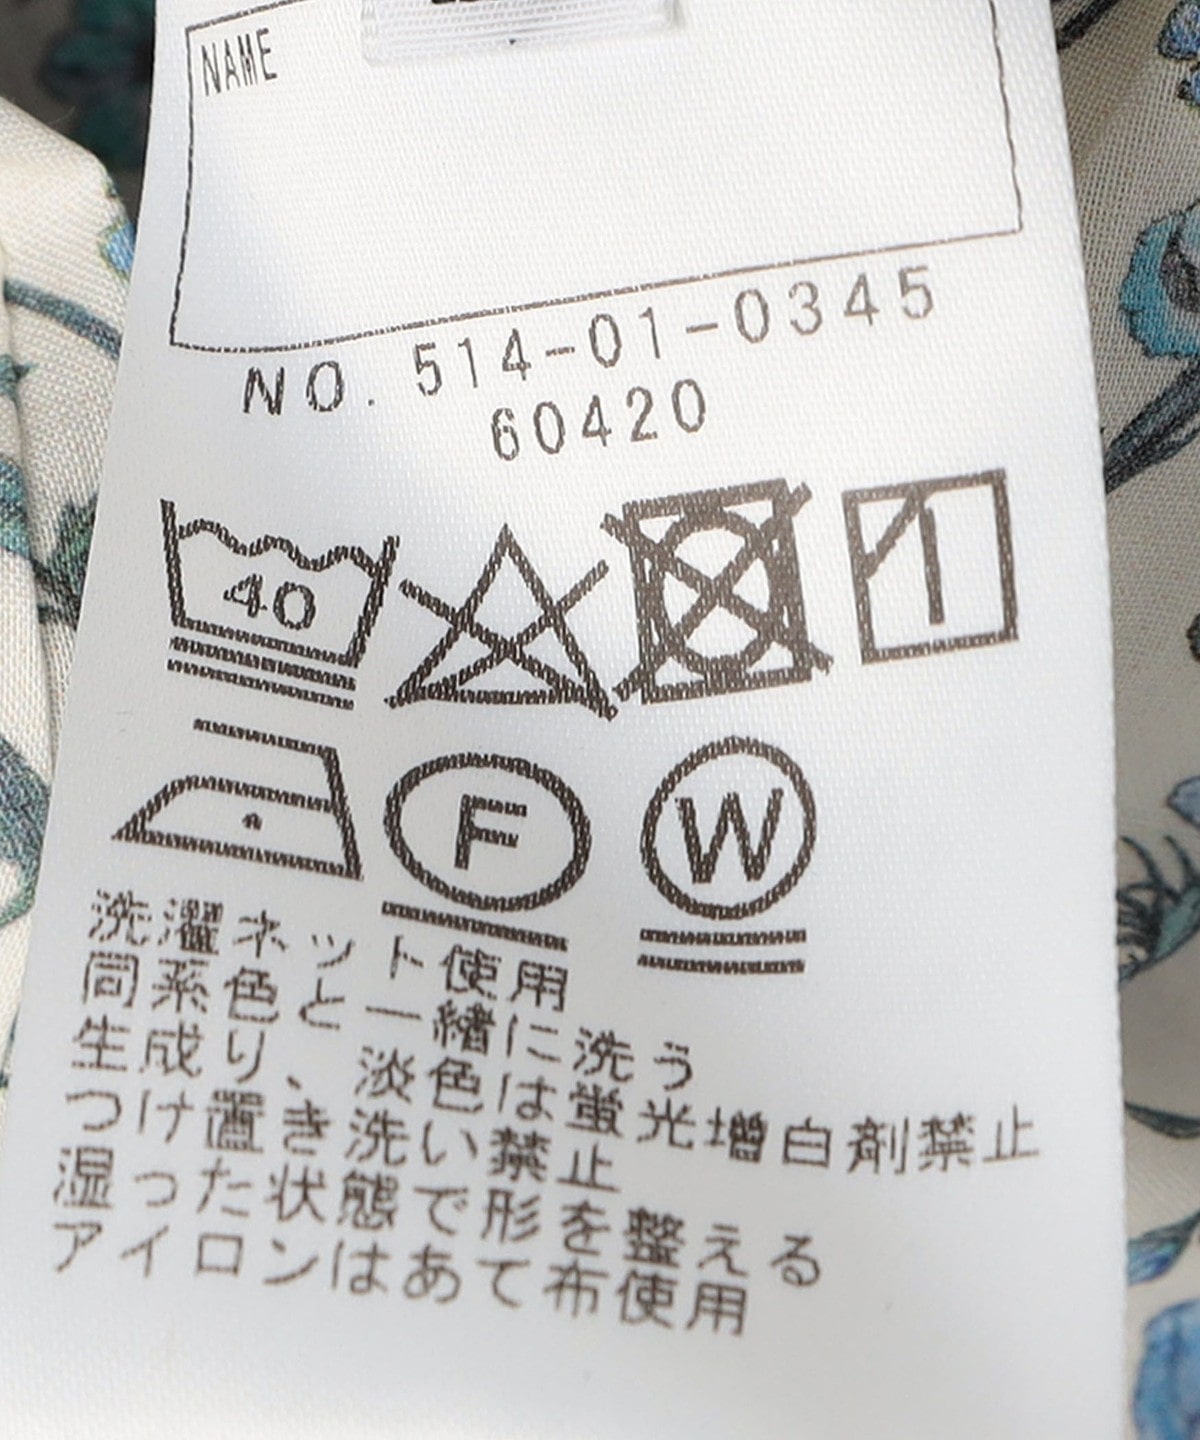 NAME
NO. 514-01-0345
60420
40
F
W
洗濯ネット使用
同系色と一緒に洗う
生成り、淡色は蛍光増白剤禁止
つけ置き洗い禁止
湿った状態で形を整える
アイロンはあて布使用